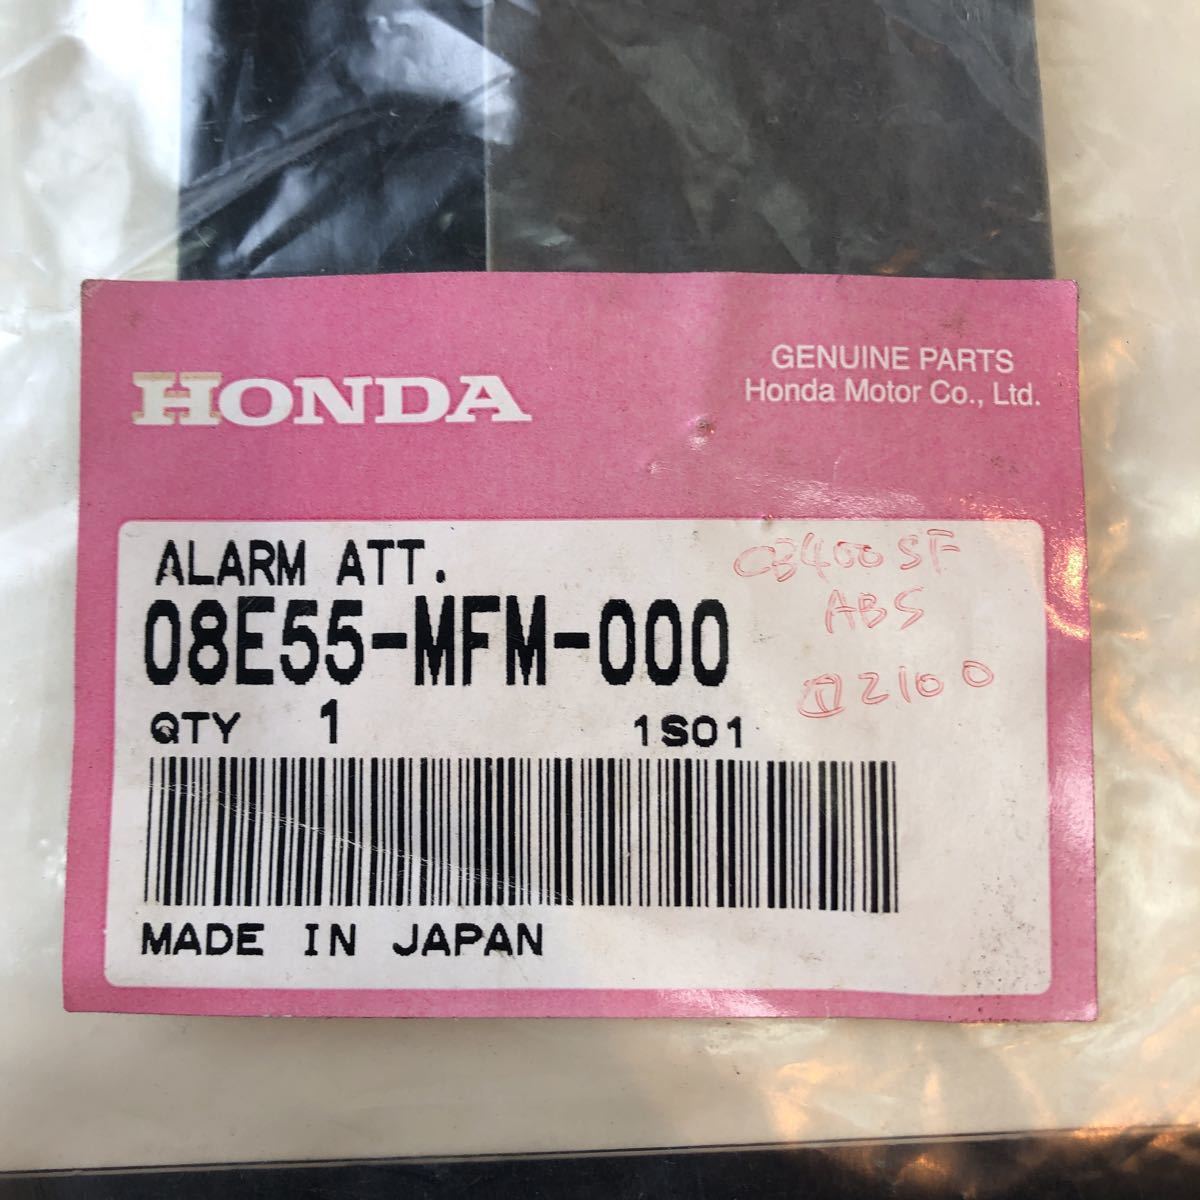 HONDA
GENUINE PARTS
Honda Motor Co., Ltd.
ALARM ATT.
08E55-MFM-000
QTY 1 1S01
CB400SF
ABS
2100
MADE IN JAPAN